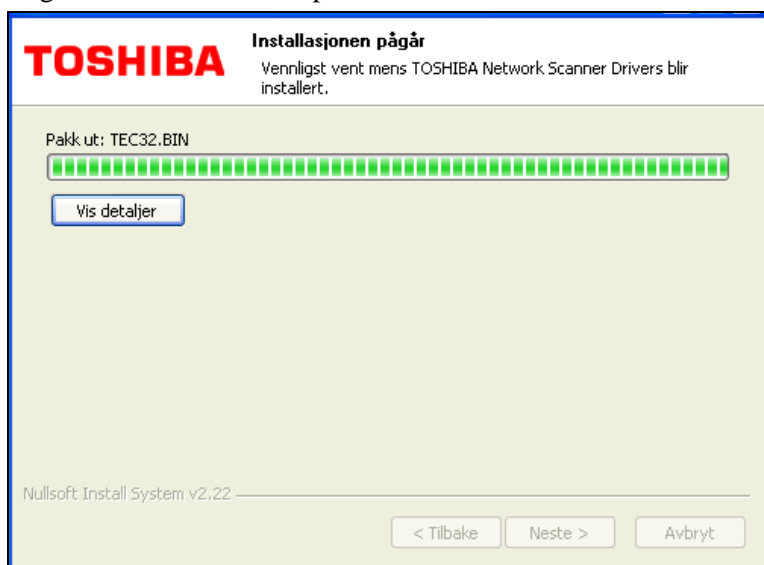 TOSHIBA
Installasjonen pågår
Vennligst vent mens TOSHIBA Network Scanner Drivers blir
installert.
Pakk ut: TEC32.BIN
Vis detaljer
Nullsoft Install System v2.22
< Tilbake
Neste >
Avbryt